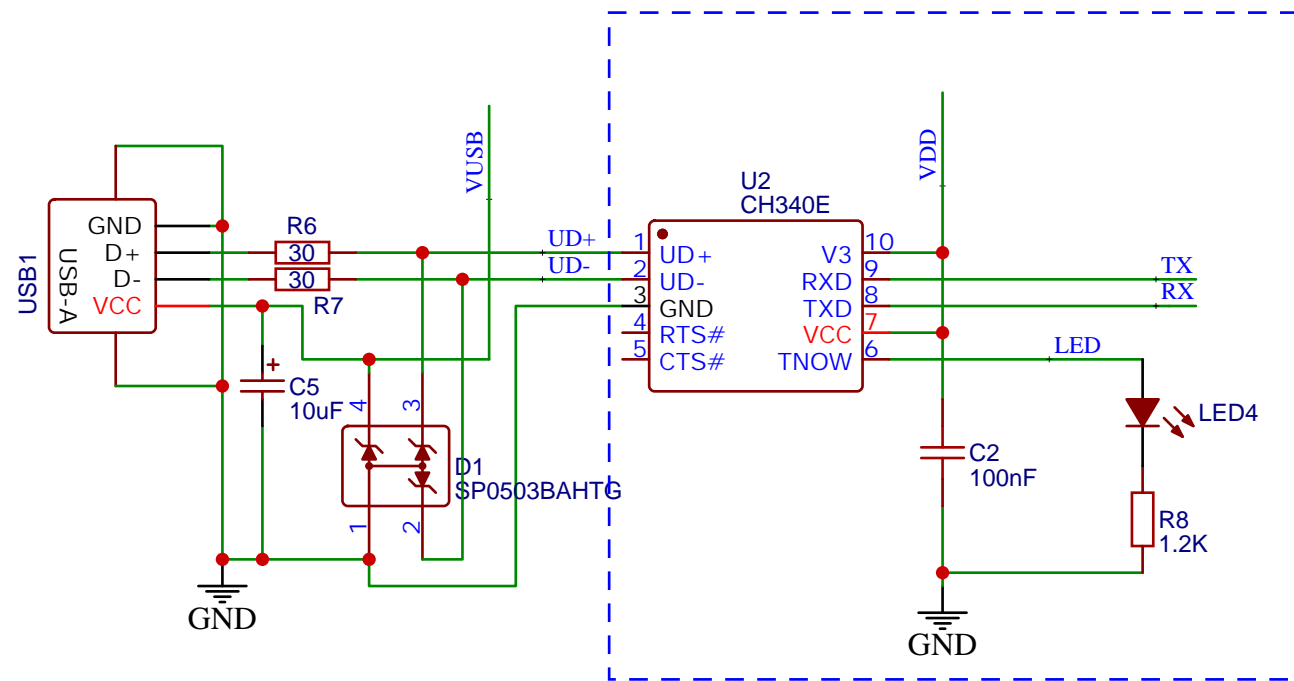 VUSB
VDD
U2
CH340E
USB1
USB-A
GND
D+
D-
VCC
R6
30
30
R7
UD+
UD-
1
2
3
4
5
UD+
UD-
GND
RTS#
CTS#
V3
RXD
TXD
VCC
TNOW
10
9
8
7
6
TX
RX
LED
LED4
+
C5
10uF
4
3
D1
SP0503BAHTG
1
2
C2
100nF
R8
1.2K
GND
GND